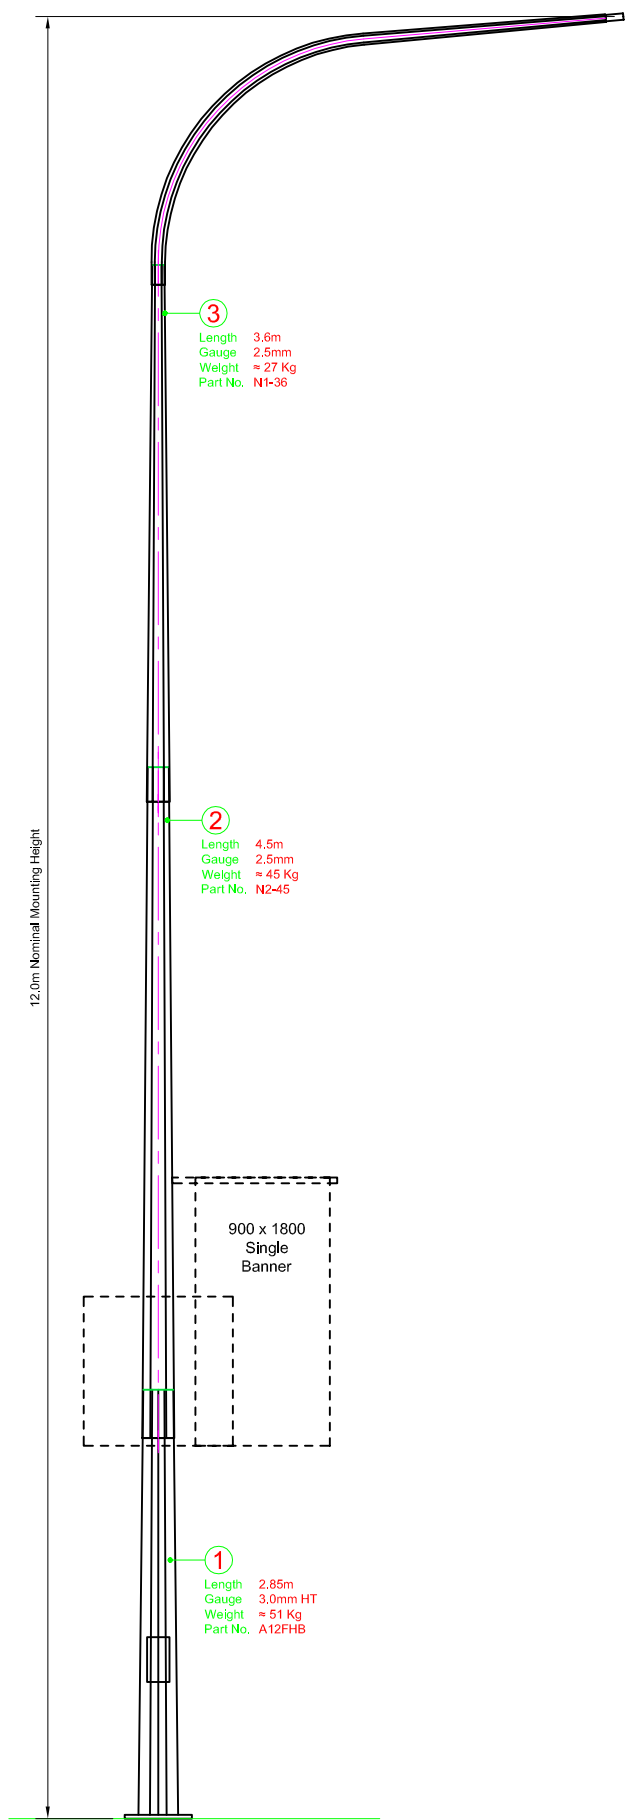 3
Length 3.6m
Gauge 2.5mm
Weight ≈ 27 Kg
Part No. N1-36
2
Length 4.5m
Gauge 2.5mm
Weight ≈ 45 Kg
Part No. N2-45
12.0m Nominal Mounting Height
900 x 1800
Single
Banner
1
Length 2.85m
Gauge 3.0mm HT
Weight ≈ 51 Kg
Part No. A12FHB